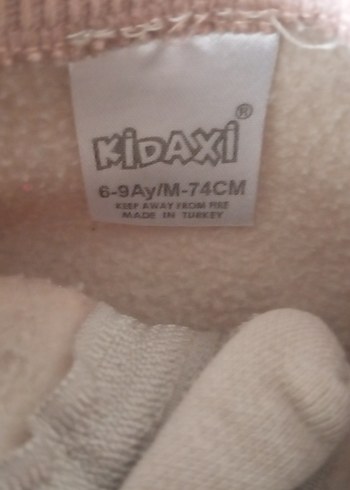 KiDAXi®
6-9Ay/M-74CM
KEEP AWAY FROM FIRE
MADE IN TURKEY